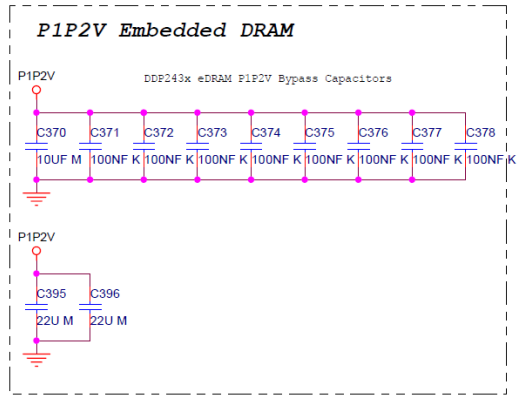 P1P2V Embedded DRAM
DDP243x eDRAM P1P2V Bypass Capacitors
P1P2V
C370 C371 C372 C373 C374 C375 C376 C377 C378
10UF M 100NF K 100NF K 100NF K 100NF K 100NF K 100NF K 100NF K 100NF K
P1P2V
C395 C396
22U M 22U M